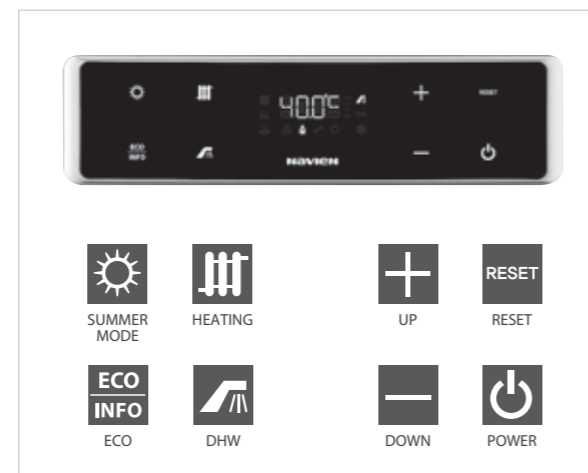 RESET
40.0°C
ECO
INFO
NAVIEN
RESET
SUMMER
MODE
HEATING
UP
RESET
ECO
INFO
ECO
DHW
DOWN
POWER